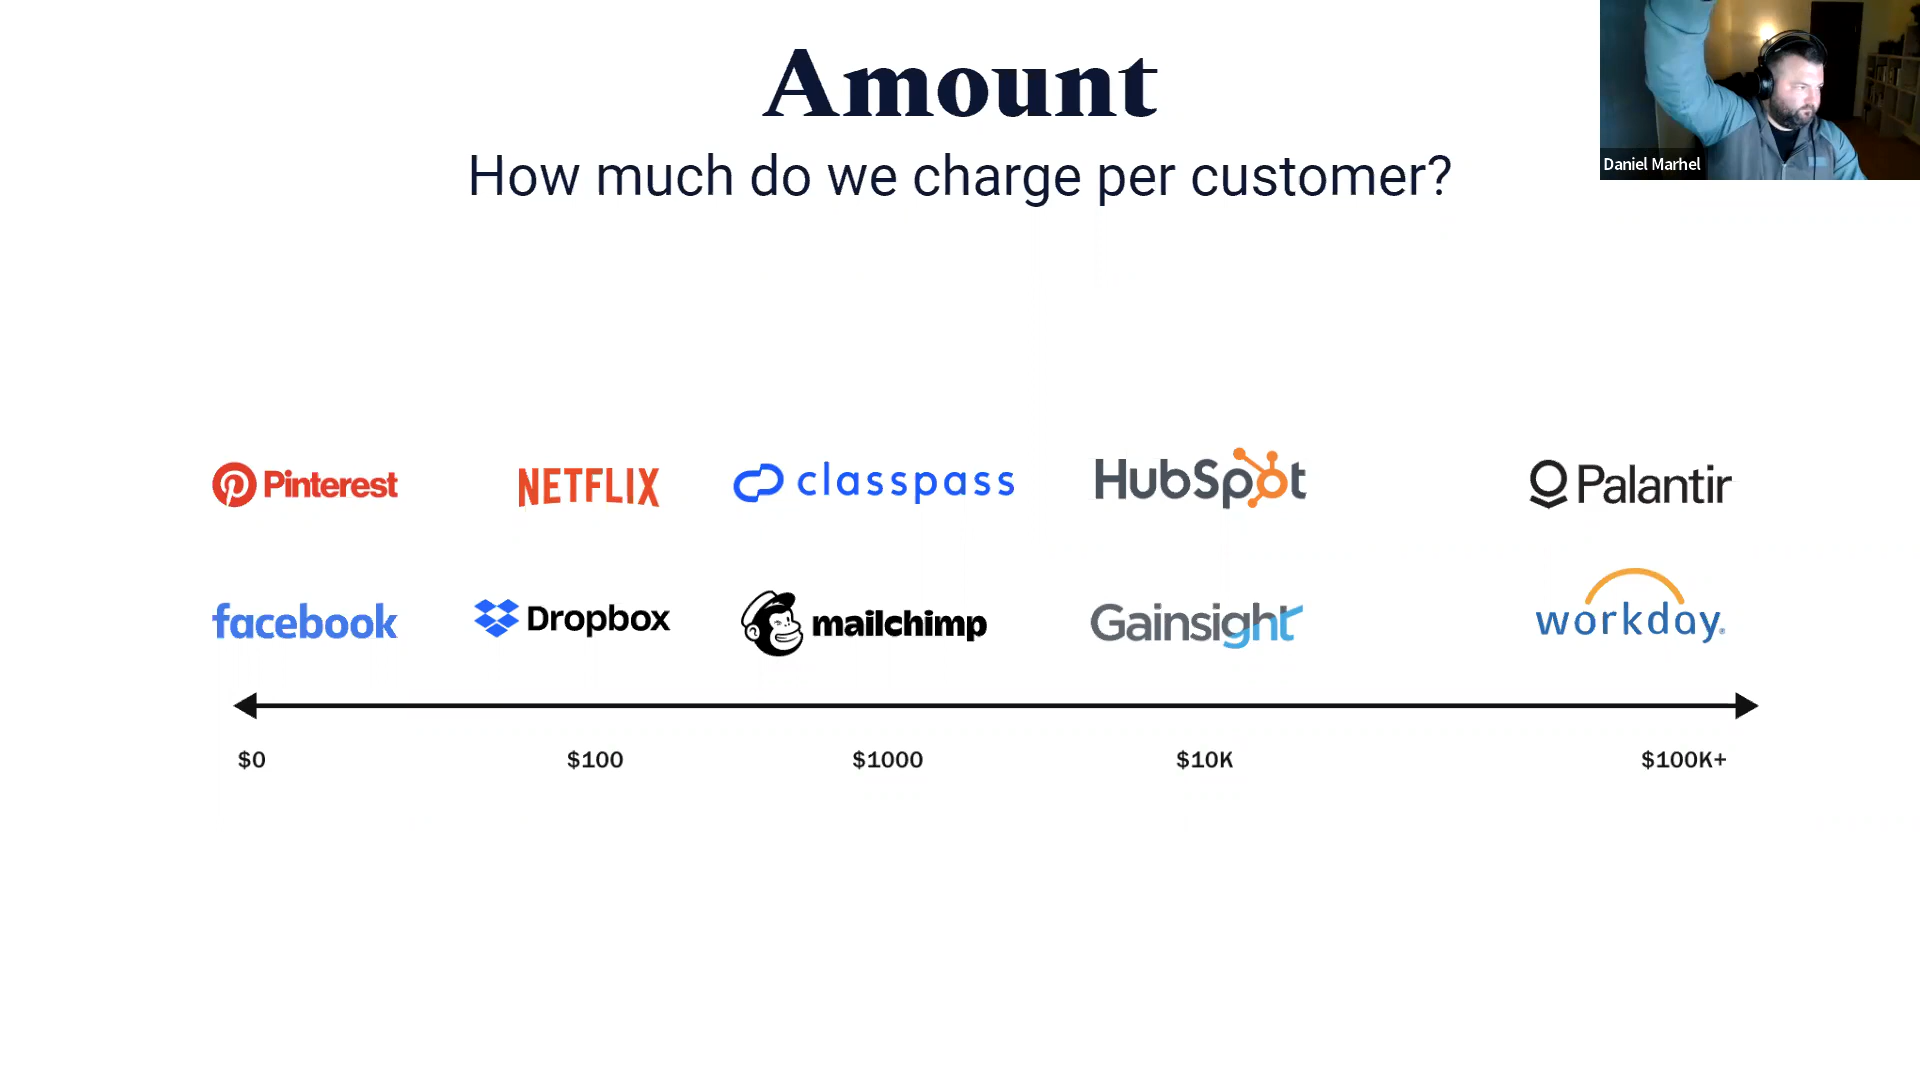 Amount
How much do we charge per customer?
Daniel Marhel
Pinterest NETFLIX classpass HubSpot Palantir
facebook Dropbox mailchimp Gainsight workday®
$0 $100 $1000 $10K $100K+